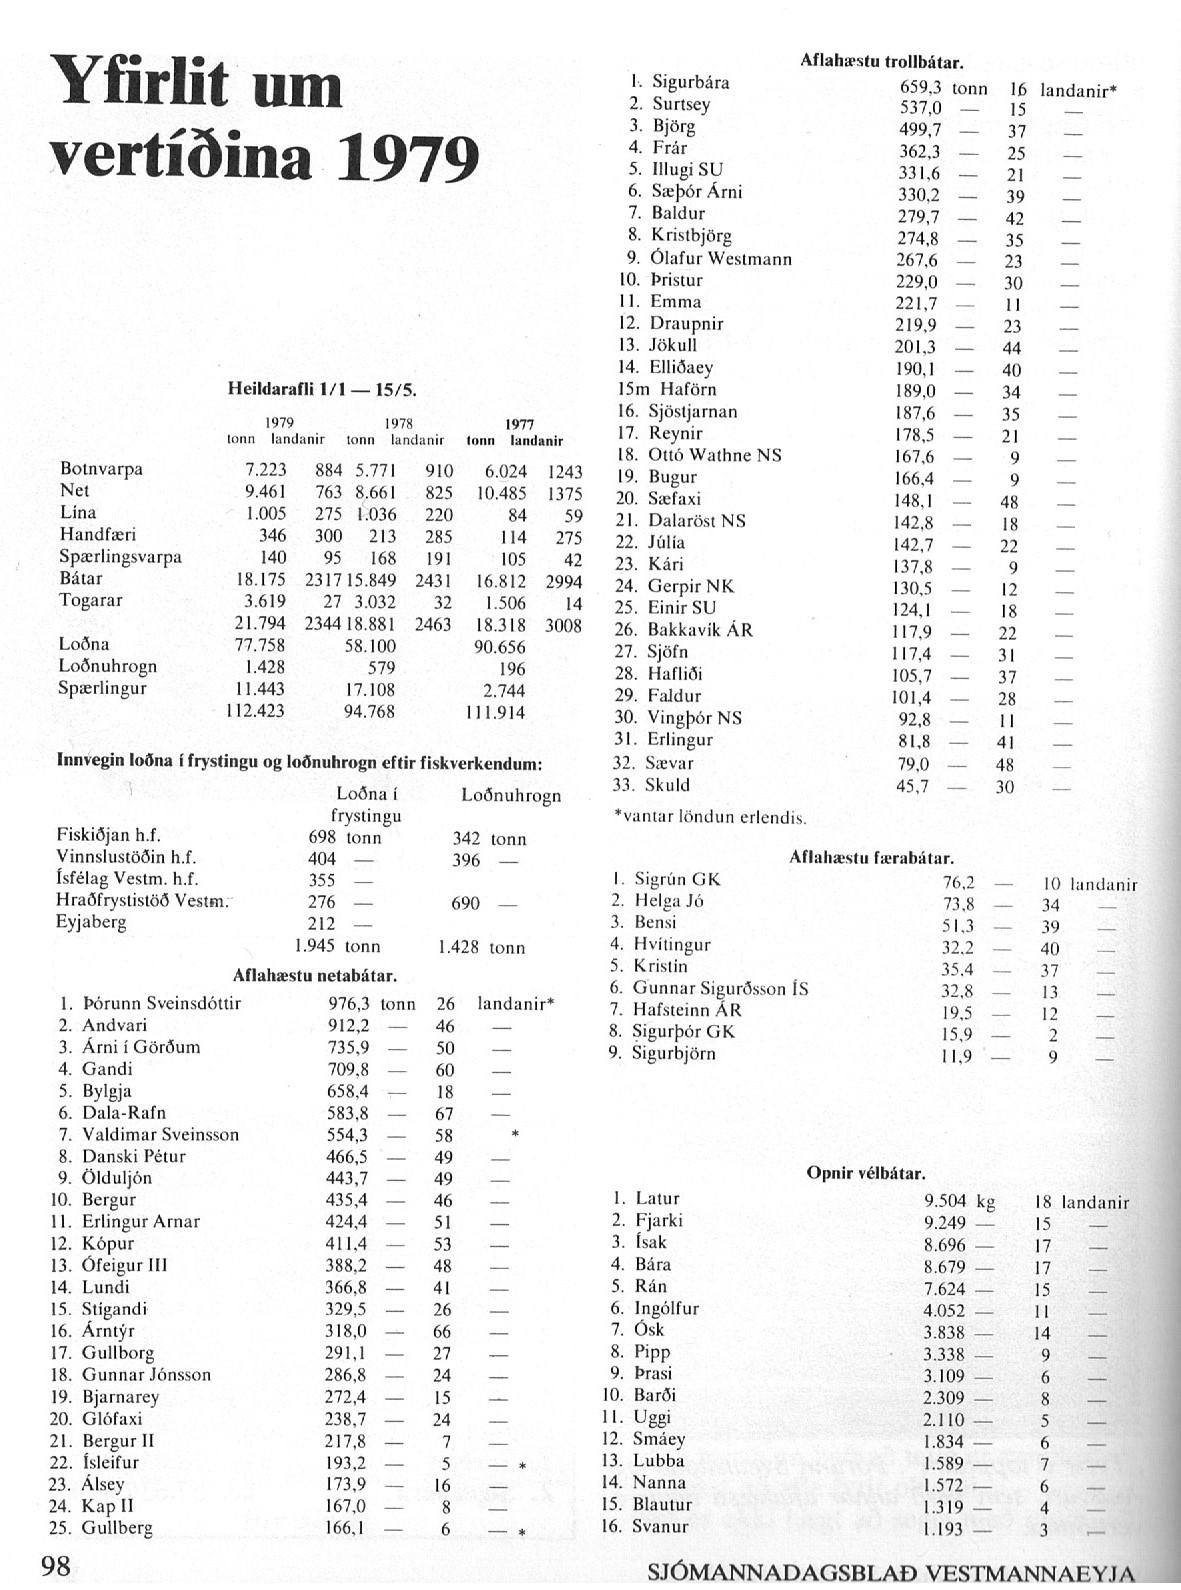 Yfirlit um
vertíðina 1979
Heildarafli 1/1 — 15/5.
1979 1978 1977
tonn landanir tonn landanir tonn landanir
Botnvarpa 7.223 884 5.771 910 6.024 1243
Net 9.461 763 8.661 825 10.485 1375
Lína 1.005 275 1.036 220 84 59
Handfæri 346 300 213 285 114 275
Spærlingsvarpa 140 95 168 191 105 42
Bátar 18.175 2317 15.849 2431 16.812 2994
Togarar 3.619 27 3.032 32 1.506 14
21.794 2344 18.881 2463 18.318 3008
Loðna 77.758 58.100 90.656
Loðnuhrogn 1.428 579 196
Spærlingur 11.443 17.108 2.744
112.423 94.768 111.914
Innvegin loðna í frystingu og loðnuhrogn eftir fiskverkendum:
Loðna í Loðnuhrogn
frystingu
Fiskiðjan h.f. 698 tonn 342 tonn
Vinnslustöðin h.f. 404 — 396 —
Ísfélag Vestm. h.f. 355 —
Hraðfrystistöð Vestm. 276 — 690 —
Eyjaberg 212 —
1.945 tonn 1.428 tonn
Aflahæstu netabátar.
1. Þórunn Sveinsdóttir 976,3 tonn 26 landanir*
2. Andvari 912,2 — 46 —
3. Árni í Görðum 735,9 — 50 —
4. Gandi 709,8 — 60 —
5. Bylgja 658,4 — 18 —
6. Dala-Rafn 583,8 — 67 —
7. Valdimar Sveinsson 554,3 — 58 *
8. Danski Pétur 466,5 — 49 —
9. Ölduljón 443,7 — 49 —
10. Bergur 435,4 — 46 —
11. Erlingur Arnar 424,4 — 51 —
12. Kópur 411,4 — 53 —
13. Ófeigur III 388,2 — 48 —
14. Lundi 366,8 — 41 —
15. Stígandi 329,5 — 26 —
16. Árntýr 318,0 — 66 —
17. Gullborg 291,1 — 27 —
18. Gunnar Jónsson 286,8 — 24 —
19. Bjarnarey 272,4 — 15 —
20. Glófaxi 238,7 — 24 —
21. Bergur II 217,8 — 7 —
22. Ísleifur 193,2 — 5 — *
23. Álsey 173,9 — 16 —
24. Kap II 167,0 — 8 —
25. Gullberg 166,1 — 6 — *
98
Aflahæstu trollbátar.
1. Sigurbára 659,3 tonn 16 landanir*
2. Surtsey 537,0 — 15 —
3. Björg 499,7 — 37 —
4. Frár 362,3 — 25 —
5. Illugi SU 331,6 — 21 —
6. Sæþór Árni 330,2 — 39 —
7. Baldur 279,7 — 42 —
8. Kristbjörg 274,8 — 35 —
9. Ólafur Westmann 267,6 — 23 —
10. Þristur 229,0 — 30 —
11. Emma 221,7 — 11 —
12. Draupnir 219,9 — 23 —
13. Jökull 201,3 — 44 —
14. Elliðaey 190,1 — 40 —
15m Haförn 189,0 — 34 —
16. Sjöstjarnan 187,6 — 35 —
17. Reynir 178,5 — 21 —
18. Ottó Wathne NS 167,6 — 9 —
19. Bugur 166,4 — 9 —
20. Sæfaxi 148,1 — 48 —
21. Dalaröst NS 142,8 — 18 —
22. Júlía 142,7 — 22 —
23. Kári 137,8 — 9 —
24. Gerpir NK 130,5 — 12 —
25. Einir SU 124,1 — 18 —
26. Bakkavík ÁR 117,9 — 22 —
27. Sjöfn 117,4 — 31 —
28. Hafliði 105,7 — 37 —
29. Faldur 101,4 — 28 —
30. Vingþór NS 92,8 — 11 —
31. Erlingur 81,8 — 41 —
32. Sævar 79,0 — 48 —
33. Skuld 45,7 — 30 —
*vantar löndun erlendis.
Aflahæstu færabátar.
1. Sigrún GK 76,2 — 10 landanir
2. Helga Jó 73,8 — 34 —
3. Bensi 51,3 — 39 —
4. Hvítingur 32,2 — 40 —
5. Kristín 35,4 — 37 —
6. Gunnar Sigurðsson ÍS 32,8 — 13 —
7. Hafsteinn ÁR 19,5 — 12 —
8. Sigurþór GK 15,9 — 2 —
9. Sigurbjörn 11,9 — 9 —
Opnir vélbátar.
1. Latur 9.504 kg 18 landanir
2. Fjarki 9.249 — 15 —
3. Ísak 8.696 — 17 —
4. Bára 8.679 — 17 —
5. Rán 7.624 — 15 —
6. Ingólfur 4.052 — 11 —
7. Ósk 3.838 — 14 —
8. Pipp 3.338 — 9 —
9. Þrasi 3.109 — 6 —
10. Barði 2.309 — 8 —
11. Uggi 2.110 — 5 —
12. Smáey 1.834 — 6 —
13. Lubba 1.589 — 7 —
14. Nanna 1.572 — 6 —
15. Blautur 1.319 — 4 —
16. Svanur 1.193 — 3 —
SJÓMANNADAGSBLAÐ VESTMANNAEYJA